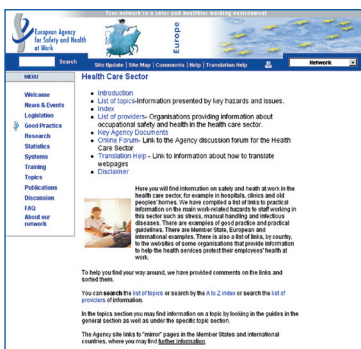 Your network to a safer and healthier working environment
European Agency
for Safety and Health
at Work
Europe
Search
Site Update | Site Map | Comments | Help | Translation Help
Network
MENU
Welcome
News & Events
Legislation
Good Practice
Research
Statistics
Systems
Training
Topics
Publications
Discussion
FAQ
About our
network
Health Care Sector
Introduction
List of topics-Information presented by key hazards and issues.
Index
List of providers- Organisations providing information about
occupational safety and health in the health care sector.
Key Agency Documents
Online Forum- Link to the Agency discussion forum for the Health
Care Sector
Translation Help - Link to information about how to translate
webpages
Disclaimer
Here you will find information on safety and heath at work in the
health care sector, for example in hospitals, clinics and old
peoples' homes. We have compiled a list of links to practical
information on the main work-related hazards to staff working in
this sector such as stress, manual handling and infectious
diseases. There are examples of good practice and practical
guidelines. There are Member State, European and
international examples. There is also a list of links, by country,
to the websites of some organisations that provide information
to help the health services protect their employees' health at
work.
To help you find your way around, we have provided comments on the links and
sorted them.
You can search the list of topics or search by the A to Z index or search the list of
providers of information.
In the topics section you may find information on a topic by looking in the guides in the
general section as well as under the specific topic section.
The Agency site links to "mirror" pages in the Member States and international
countries, where you may find further information.